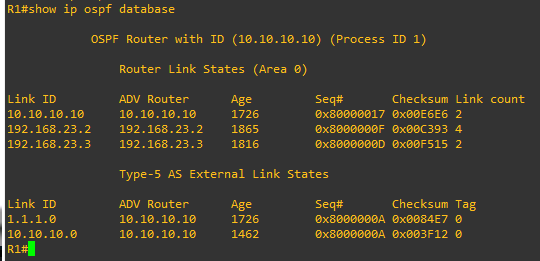 R1#show ip ospf database
OSPF Router with ID (10.10.10.10) (Process ID 1)
Router Link States (Area 0)
Link ID ADV Router Age Seq# Checksum Link count
10.10.10.10 10.10.10.10 1726 0x80000017 0x00E6E6 2
192.168.23.2 192.168.23.2 1865 0x8000000F 0x00C393 4
192.168.23.3 192.168.23.3 1816 0x8000000D 0x00F515 2
Type-5 AS External Link States
Link ID ADV Router Age Seq# Checksum Tag
1.1.1.0 10.10.10.10 1726 0x8000000A 0x0084E7 0
10.10.10.0 10.10.10.10 1462 0x8000000A 0x003F12 0
R1#